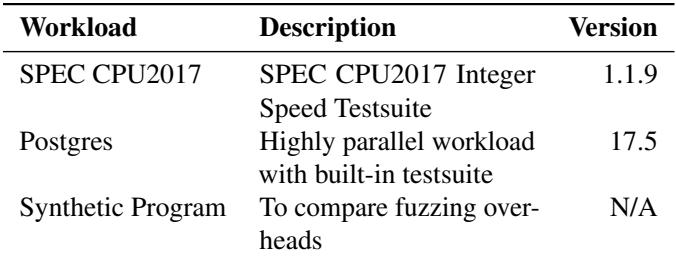 Workload Description Version
SPEC CPU2017 SPEC CPU2017 Integer 1.1.9
Speed Testsuite
Postgres Highly parallel workload 17.5
with built-in testsuite
Synthetic Program To compare fuzzing over- N/A
heads